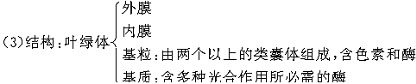 外膜
内膜
(3)结构:叶绿体
基粒:由两个以上的类囊体组成,含色素和酶
基质:含多种光合作用所必需的酶